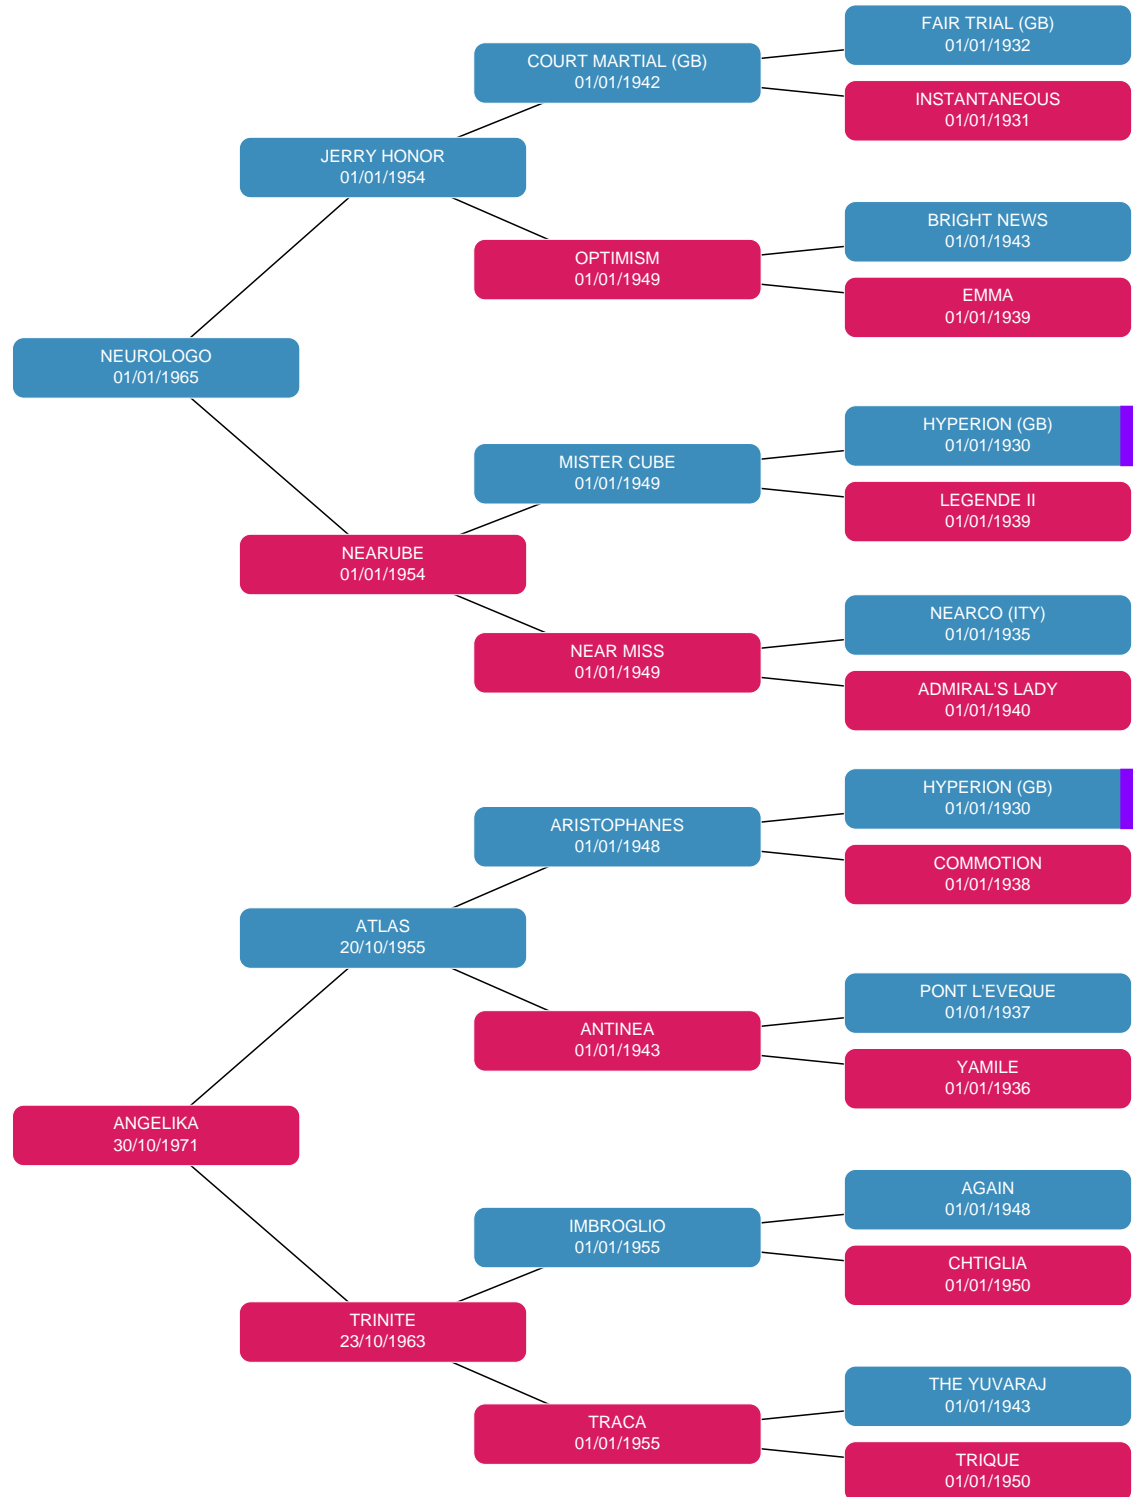 FAIR TRIAL (GB)
01/01/1932
COURT MARTIAL (GB)
01/01/1942
INSTANTANEOUS
01/01/1931
JERRY HONOR
01/01/1954
BRIGHT NEWS
01/01/1943
OPTIMISM
01/01/1949
EMMA
01/01/1939
NEUROLOGO
01/01/1965
HYPERION (GB)
01/01/1930
MISTER CUBE
01/01/1949
LEGENDE II
01/01/1939
NEARUBE
01/01/1954
NEARCO (ITY)
01/01/1935
NEAR MISS
01/01/1949
ADMIRAL'S LADY
01/01/1940
HYPERION (GB)
01/01/1930
ARISTOPHANES
01/01/1948
COMMOTION
01/01/1938
ATLAS
20/10/1955
PONT L'EVEQUE
01/01/1937
ANTINEA
01/01/1943
YAMILE
01/01/1936
ANGELIKA
30/10/1971
AGAIN
01/01/1948
IMBROGLIO
01/01/1955
CHTIGLIA
01/01/1950
TRINITE
23/10/1963
THE YUVARAJ
01/01/1943
TRACA
01/01/1955
TRIQUE
01/01/1950